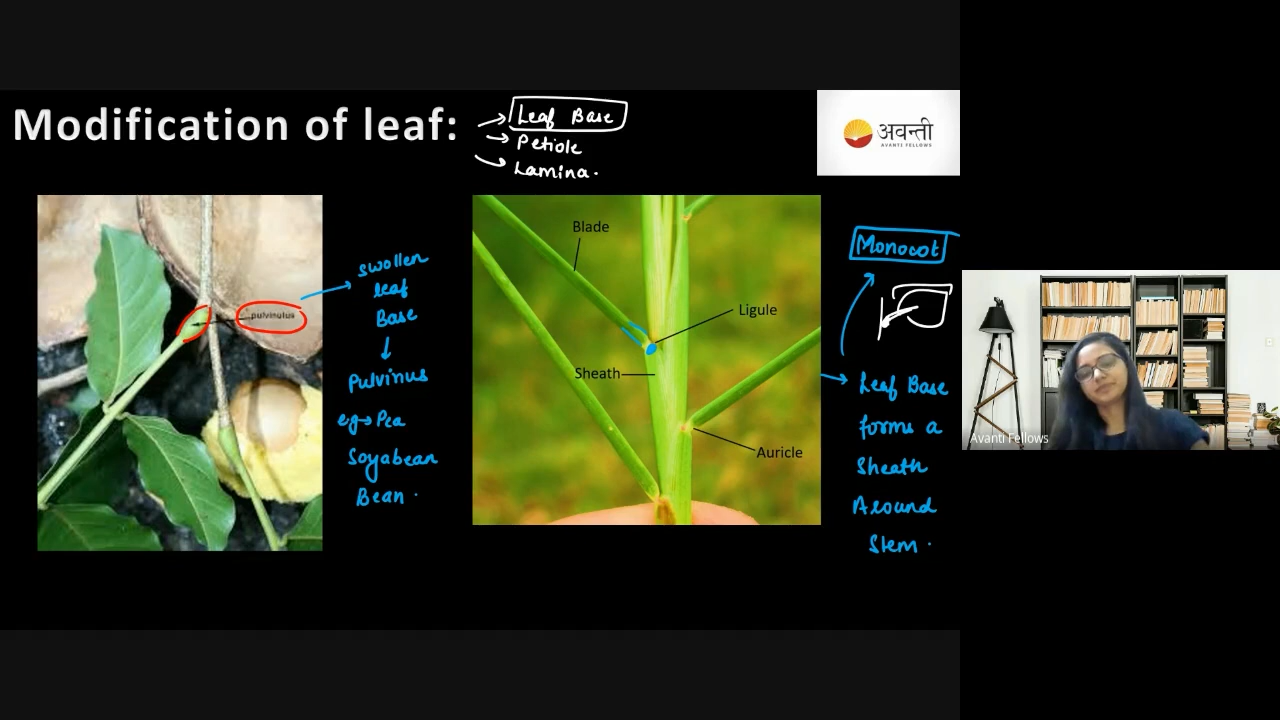 Modification of leaf:
Leaf Base
Petiole
Lamina.
अवन्ती
AVANTI FELLOWS
pulvinulus
swollen
leaf
Base
Pulvinus
eg → Pea
Soyabean
Bean.
Blade
Ligule
Sheath
Auricle
Monocot
Leaf Base
forms a
Sheath
Around
Stem.
Avanti Fellows